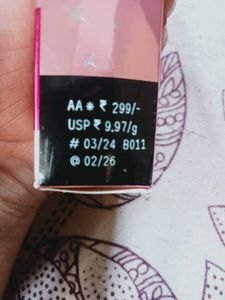 AA * ₹ 299/-
USP ₹ 9.97/g
# 03/24 B011
@ 02/26